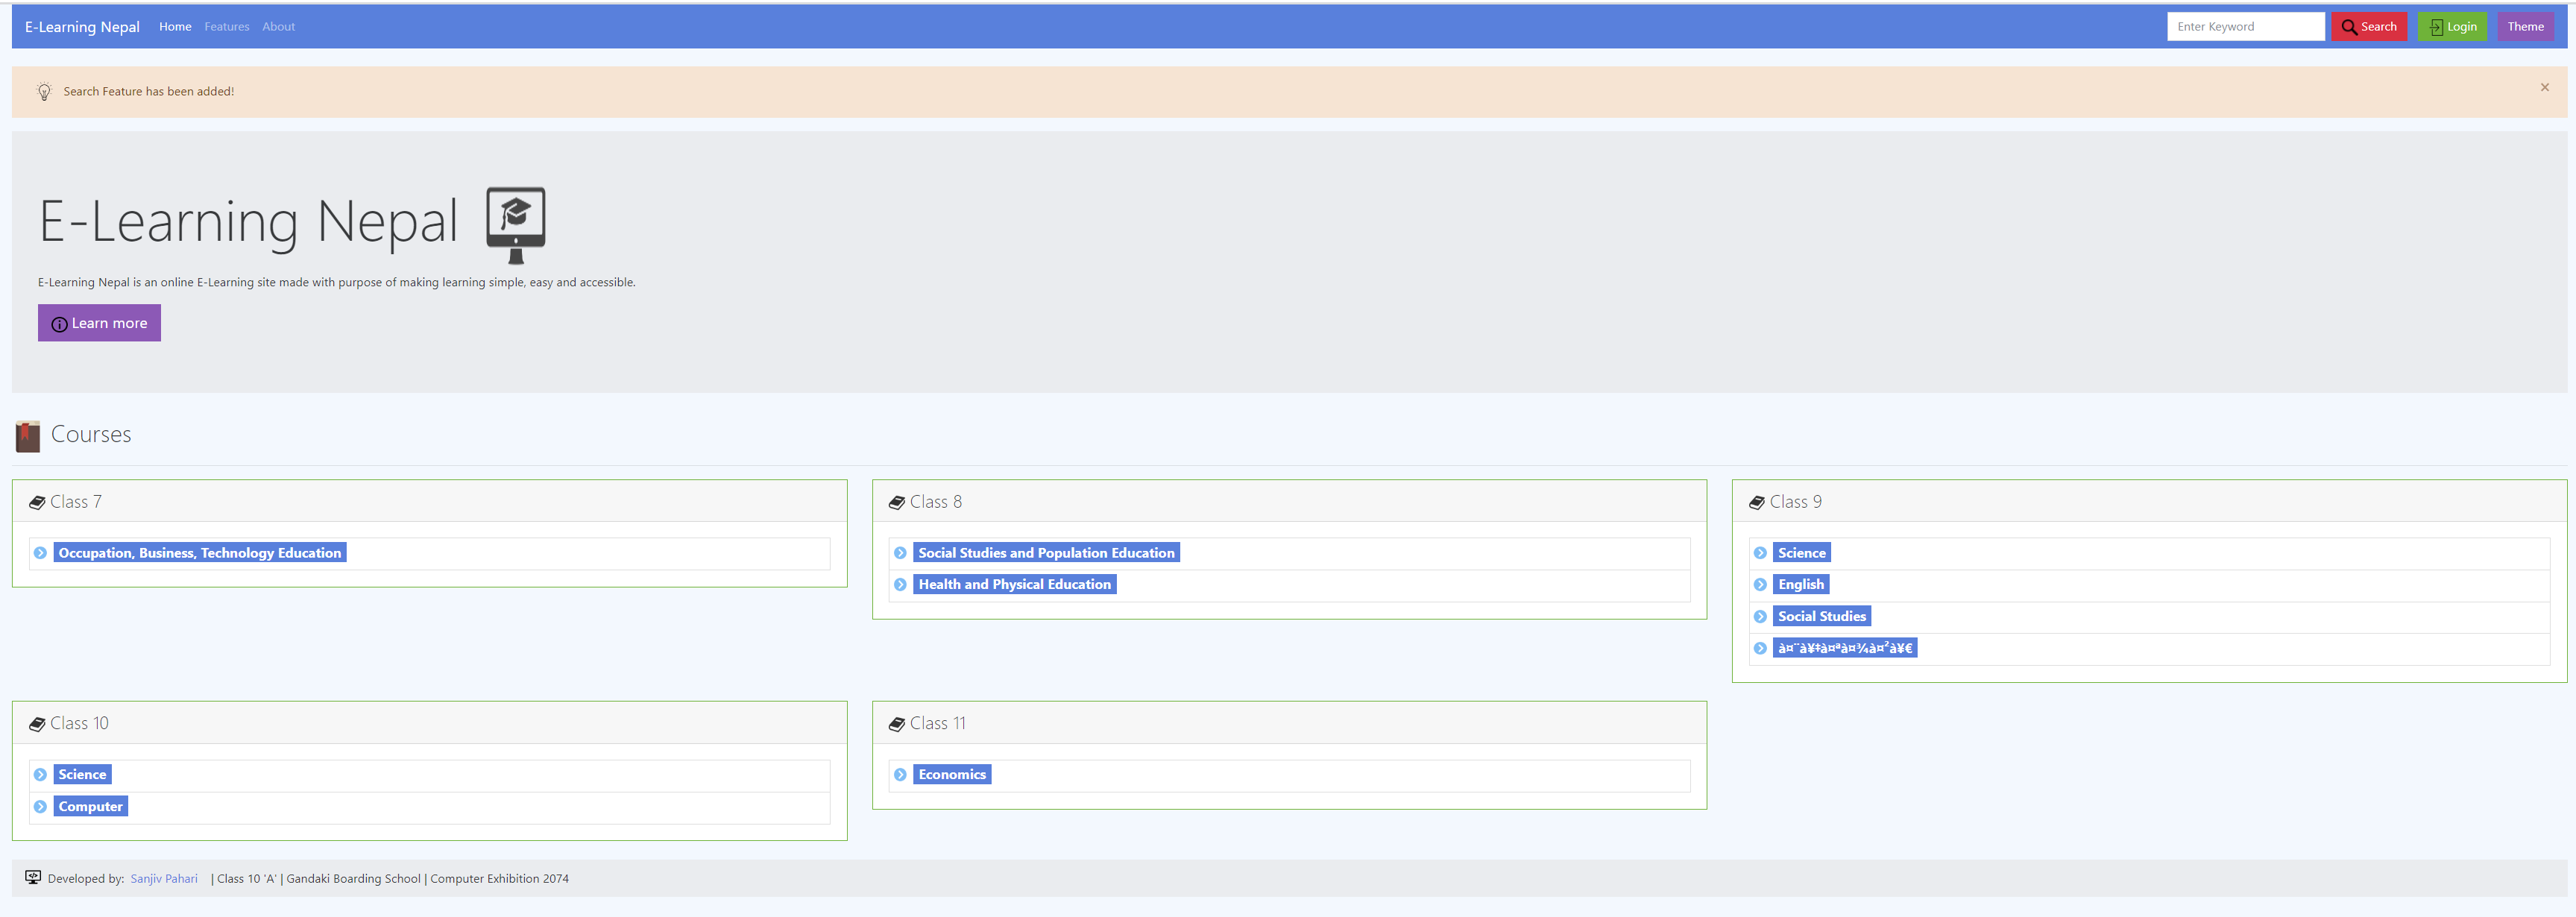 E-Learning Nepal Home Features About Enter Keyword Search Login Theme
Search Feature has been added! ×
E-Learning Nepal
E-Learning Nepal is an online E-Learning site made with purpose of making learning simple, easy and accessible.
Learn more
Courses
Class 7
Occupation, Business, Technology Education
Class 8
Social Studies and Population Education
Health and Physical Education
Class 9
Science
English
Social Studies
à¤¨à¥‡à¤ªà¤¾à¤²à¥€
Class 10
Science
Computer
Class 11
Economics
Developed by: Sanjiv Pahari | Class 10 'A' | Gandaki Boarding School | Computer Exhibition 2074